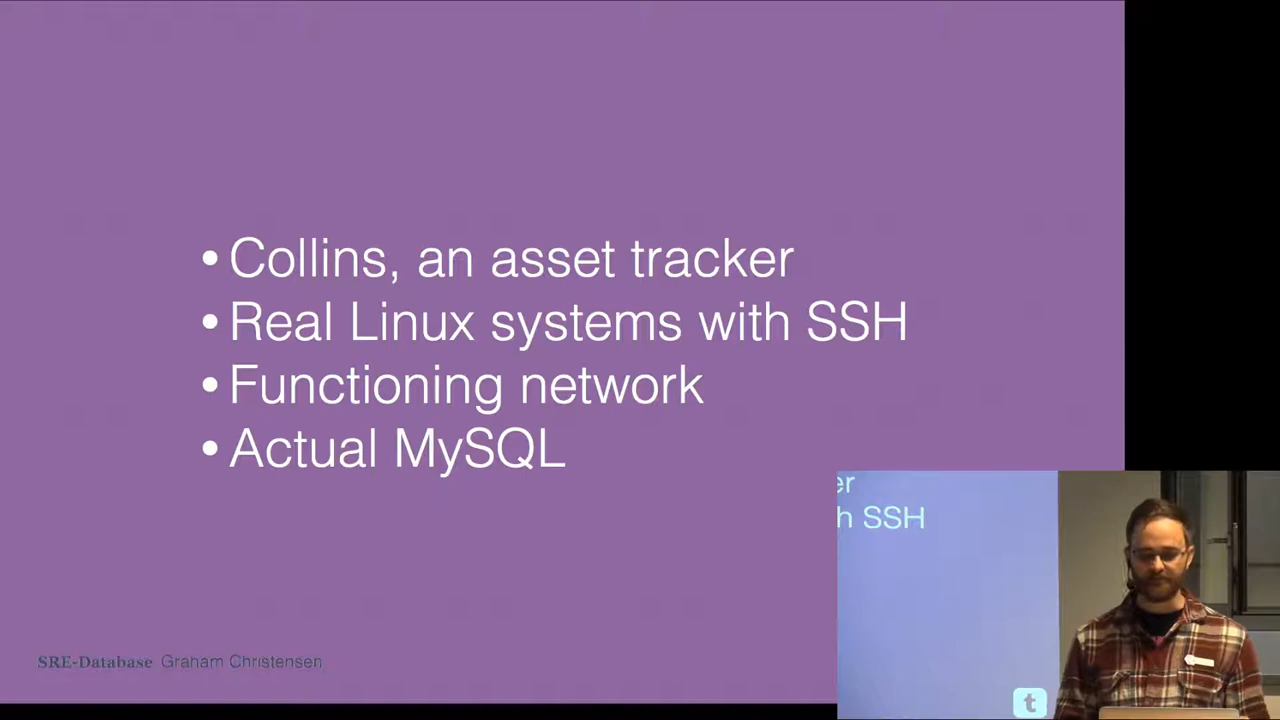 • Collins, an asset tracker
• Real Linux systems with SSH
• Functioning network
• Actual MySQL
er
h SSH
t
SRE-Database Graham Christensen